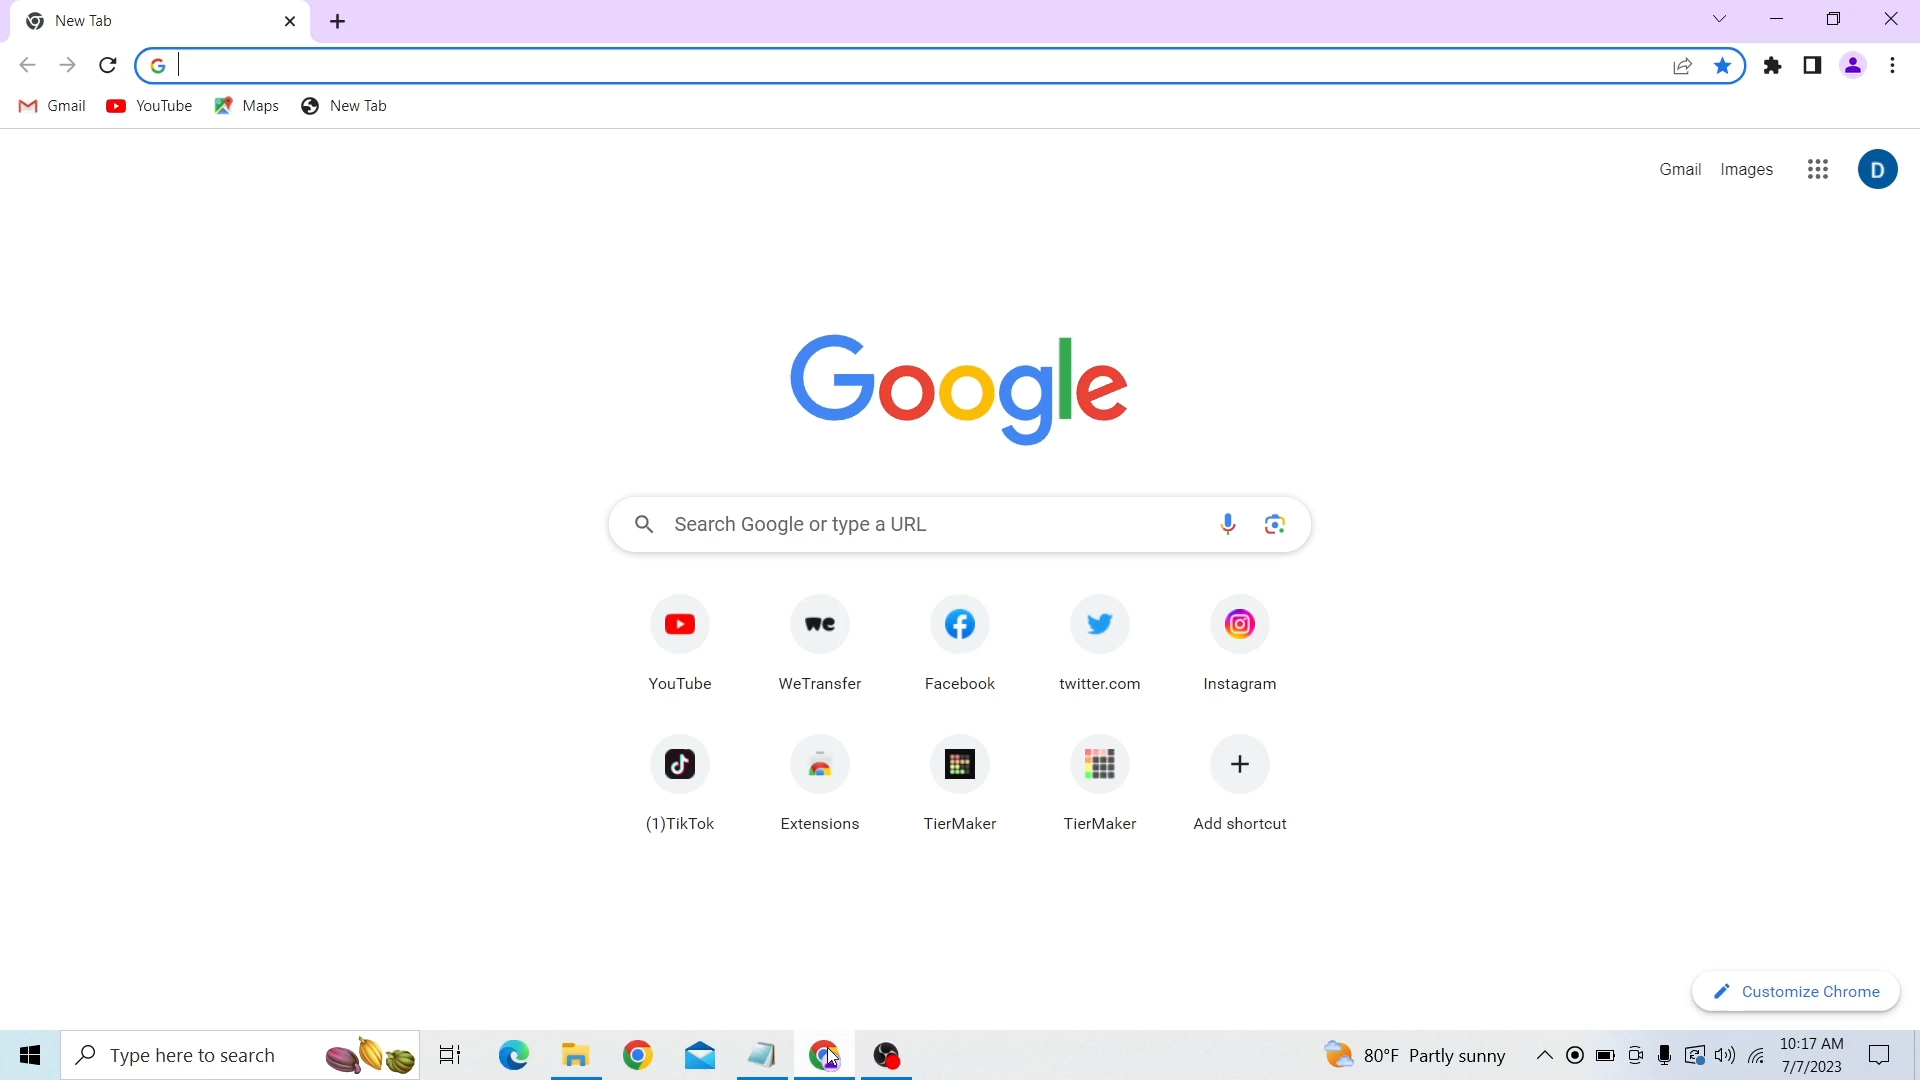 New Tab
Gmail YouTube Maps New Tab
Gmail Images D
Google
Search Google or type a URL
we
YouTube WeTransfer Facebook twitter.com Instagram
(1)TikTok Extensions TierMaker TierMaker Add shortcut
Customize Chrome
Type here to search
80°F Partly sunny
10:17 AM
7/7/2023